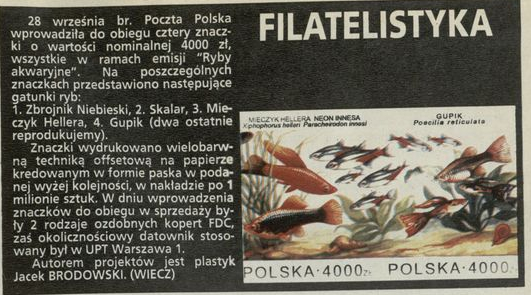 28 września br. Poczta Polska
wprowadziła do obiegu cztery znacz-
ki o wartości nominalnej 4000 zł,
wszystkie w ramach emisji "Ryby
akwaryjne". Na poszczególnych
znaczkach przedstawiono następujące
gatunki ryb:
1. Zbrojnik Niebieski, 2. Skalar, 3. Mie-
czyk Hellera, 4. Gupik (dwa ostatnie
reprodukujemy).
Znaczki wydrukowano wielobarw-
ną techniką offsetową na papierze
kredowanym w formie paska w poda-
nej wyżej kolejności, w nakładzie po 1
milionie sztuk. W dniu wprowadzenia
znaczków do obiegu w sprzedaży by-
ły 2 rodzaje ozdobnych kopert FDC,
zaś okolicznościowy datownik stoso-
wany był w UPT Warszawa 1.
Autorem projektów jest plastyk
Jacek BRODOWSKI. (WIECZ)
FILATELISTYKA
MIECZYK HELLERA NEON INNESA
Xiphophorus helleri Paracheirodon innesi
GUPIK
Poecilia reticulata
POLSKA·4000zł
POLSKA·4000zł